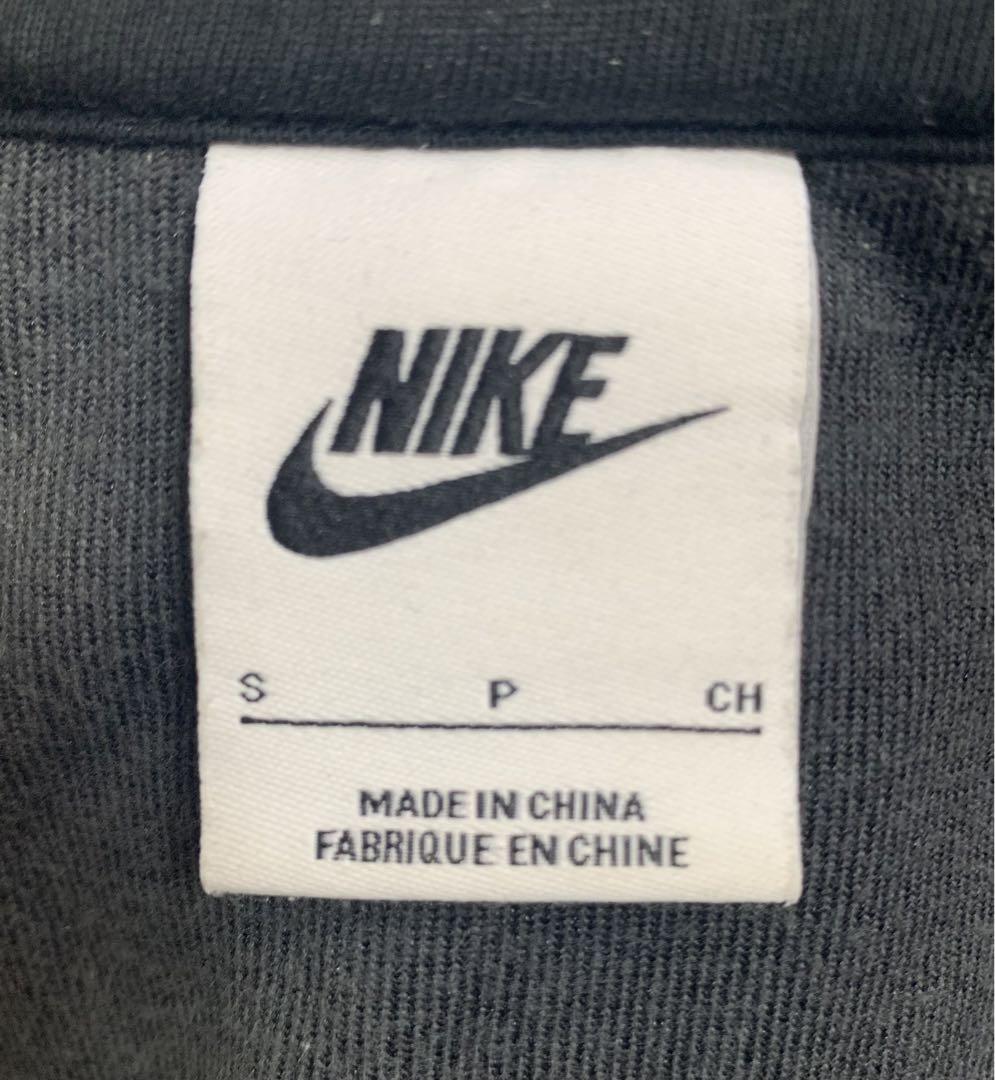 NIKE
S P CH
MADE IN CHINA
FABRIQUE EN CHINE